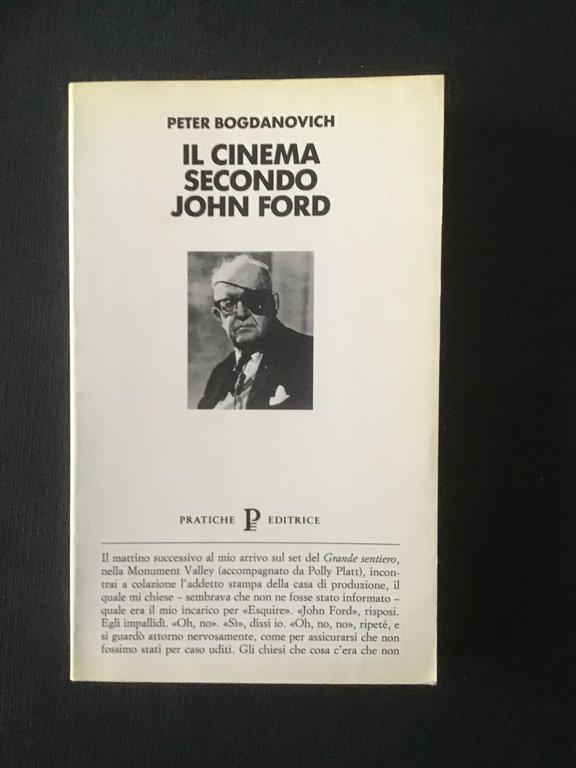 PETER BOGDANOVICH
IL CINEMA
SECONDO
JOHN FORD
PRATICHE PE EDITRICE
Il mattino successivo al mio arrivo sul set del Grande sentiero,
nella Monument Valley (accompagnato da Polly Platt), incon-
trai a colazione l'addetto stampa della casa di produzione, il
quale mi chiese – sembrava che non ne fosse stato informato –
quale era il mio incarico per «Esquire». «John Ford», risposi.
Egli impallidì. «Oh, no». «Sì», dissi io. «Oh, no, no», ripeté, e
si guardò attorno nervosamente, come per assicurarsi che non
fossimo stati per caso uditi. Gli chiesi che cosa c'era che non